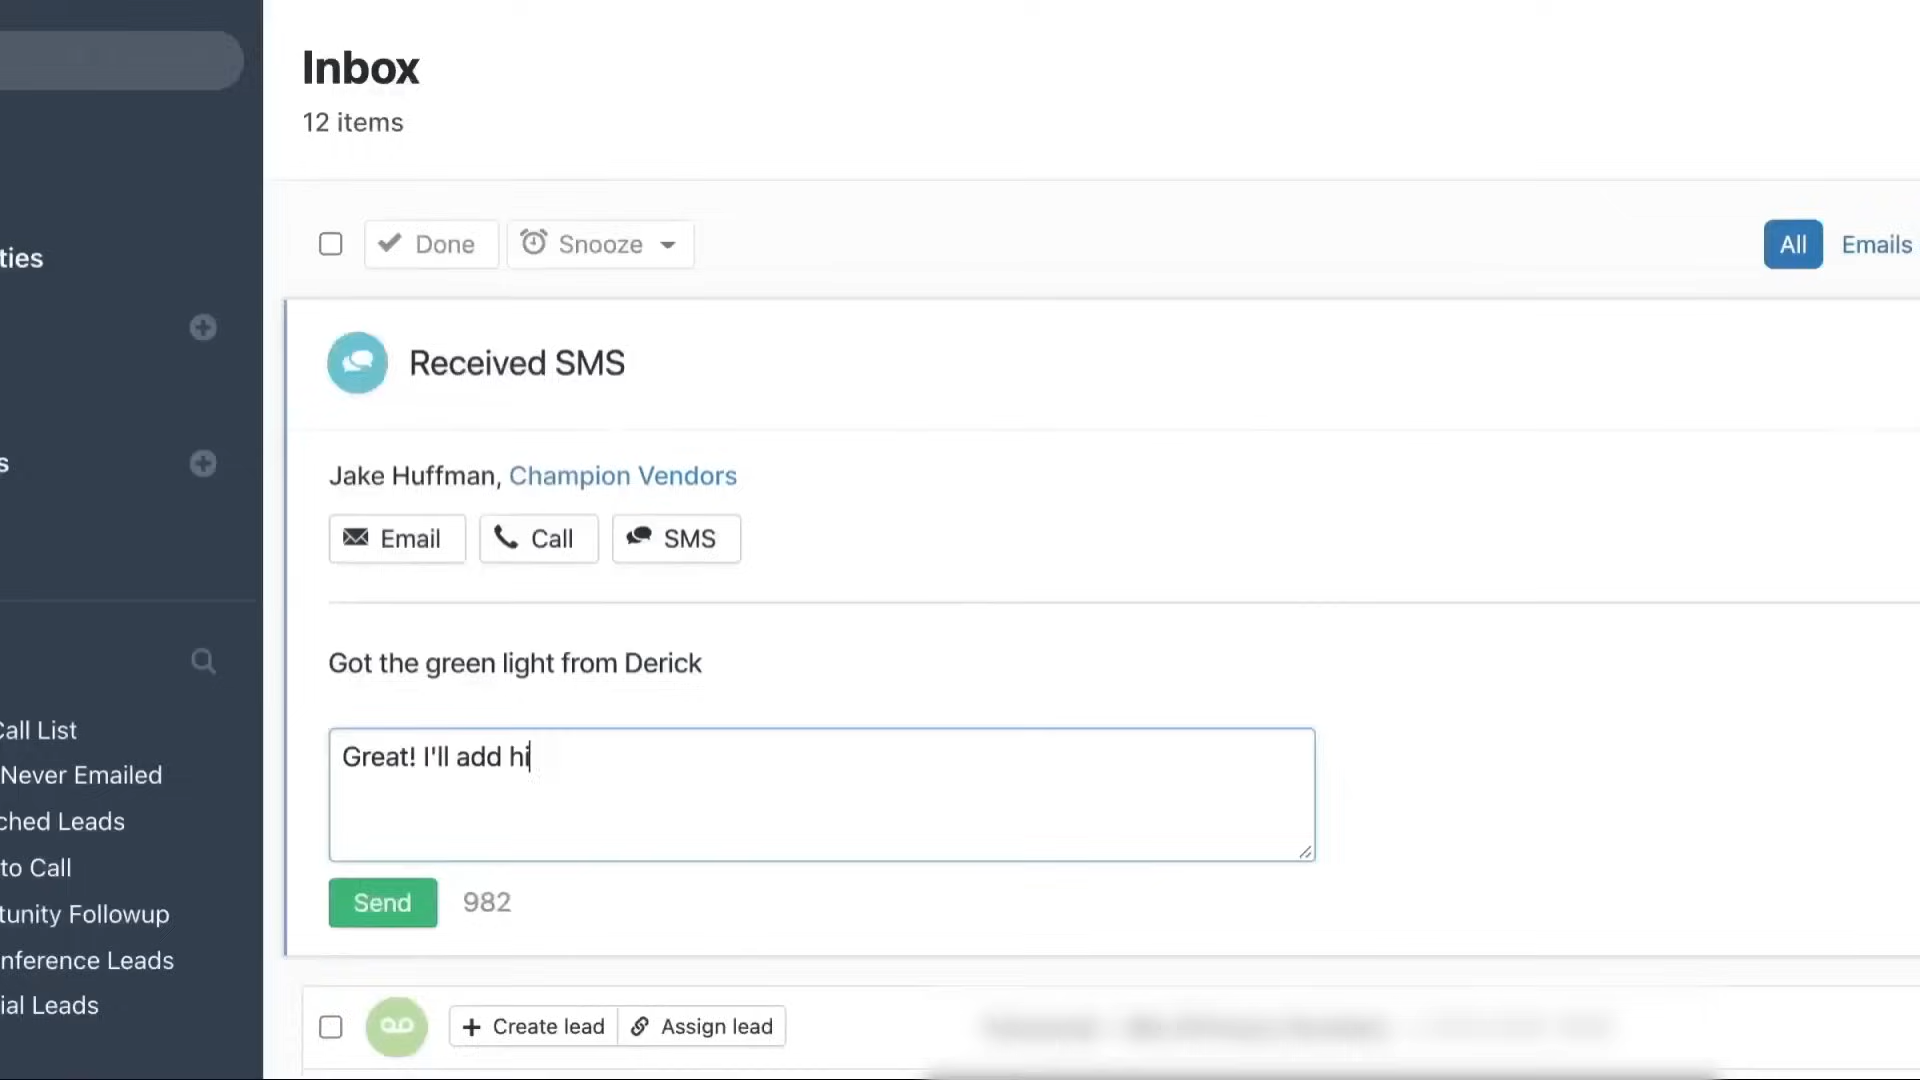 Inbox
12 items
Done
Snooze
All
Emails
ties
Received SMS
s
Jake Huffman, Champion Vendors
Email
Call
SMS
Got the green light from Derick
Great! I'll add hi
Send
982
Call List
Never Emailed
ched Leads
to Call
tunity Followup
nference Leads
ial Leads
Create lead
Assign lead